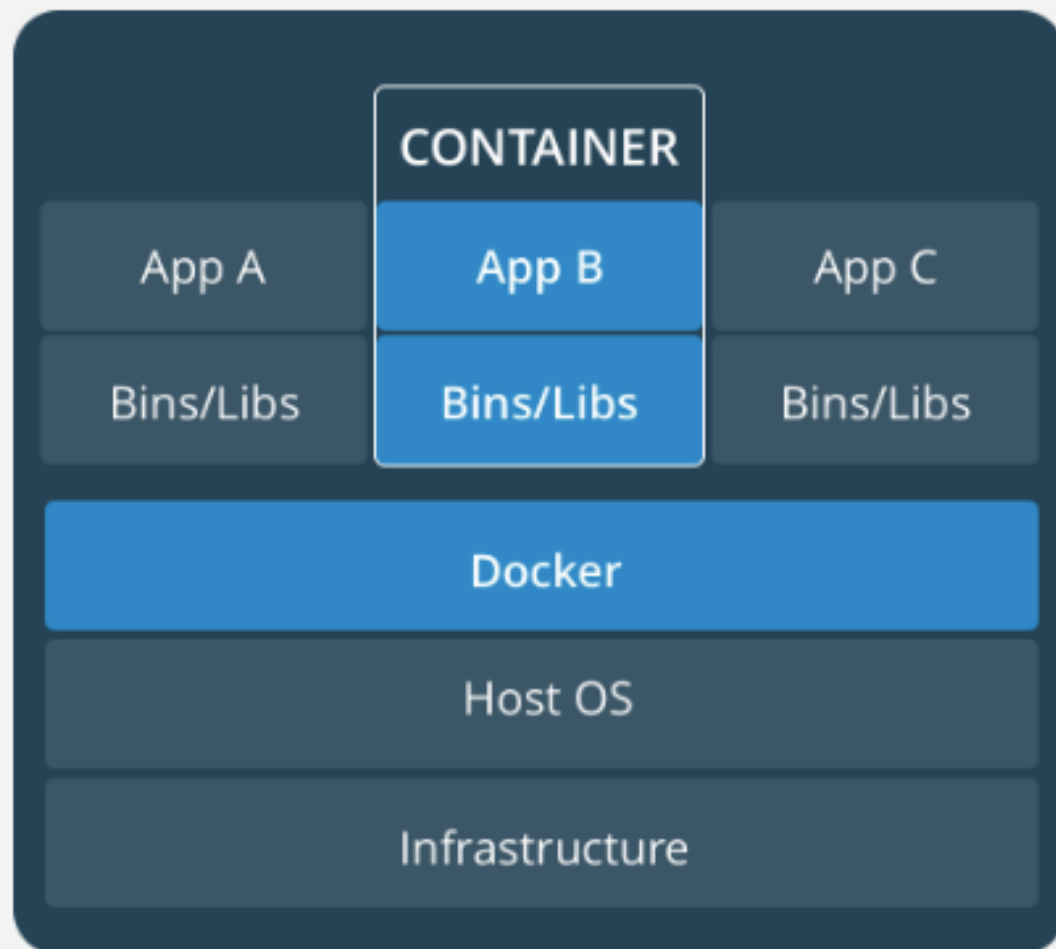 CONTAINER
App A App B App C
Bins/Libs Bins/Libs Bins/Libs
Docker
Host OS
Infrastructure